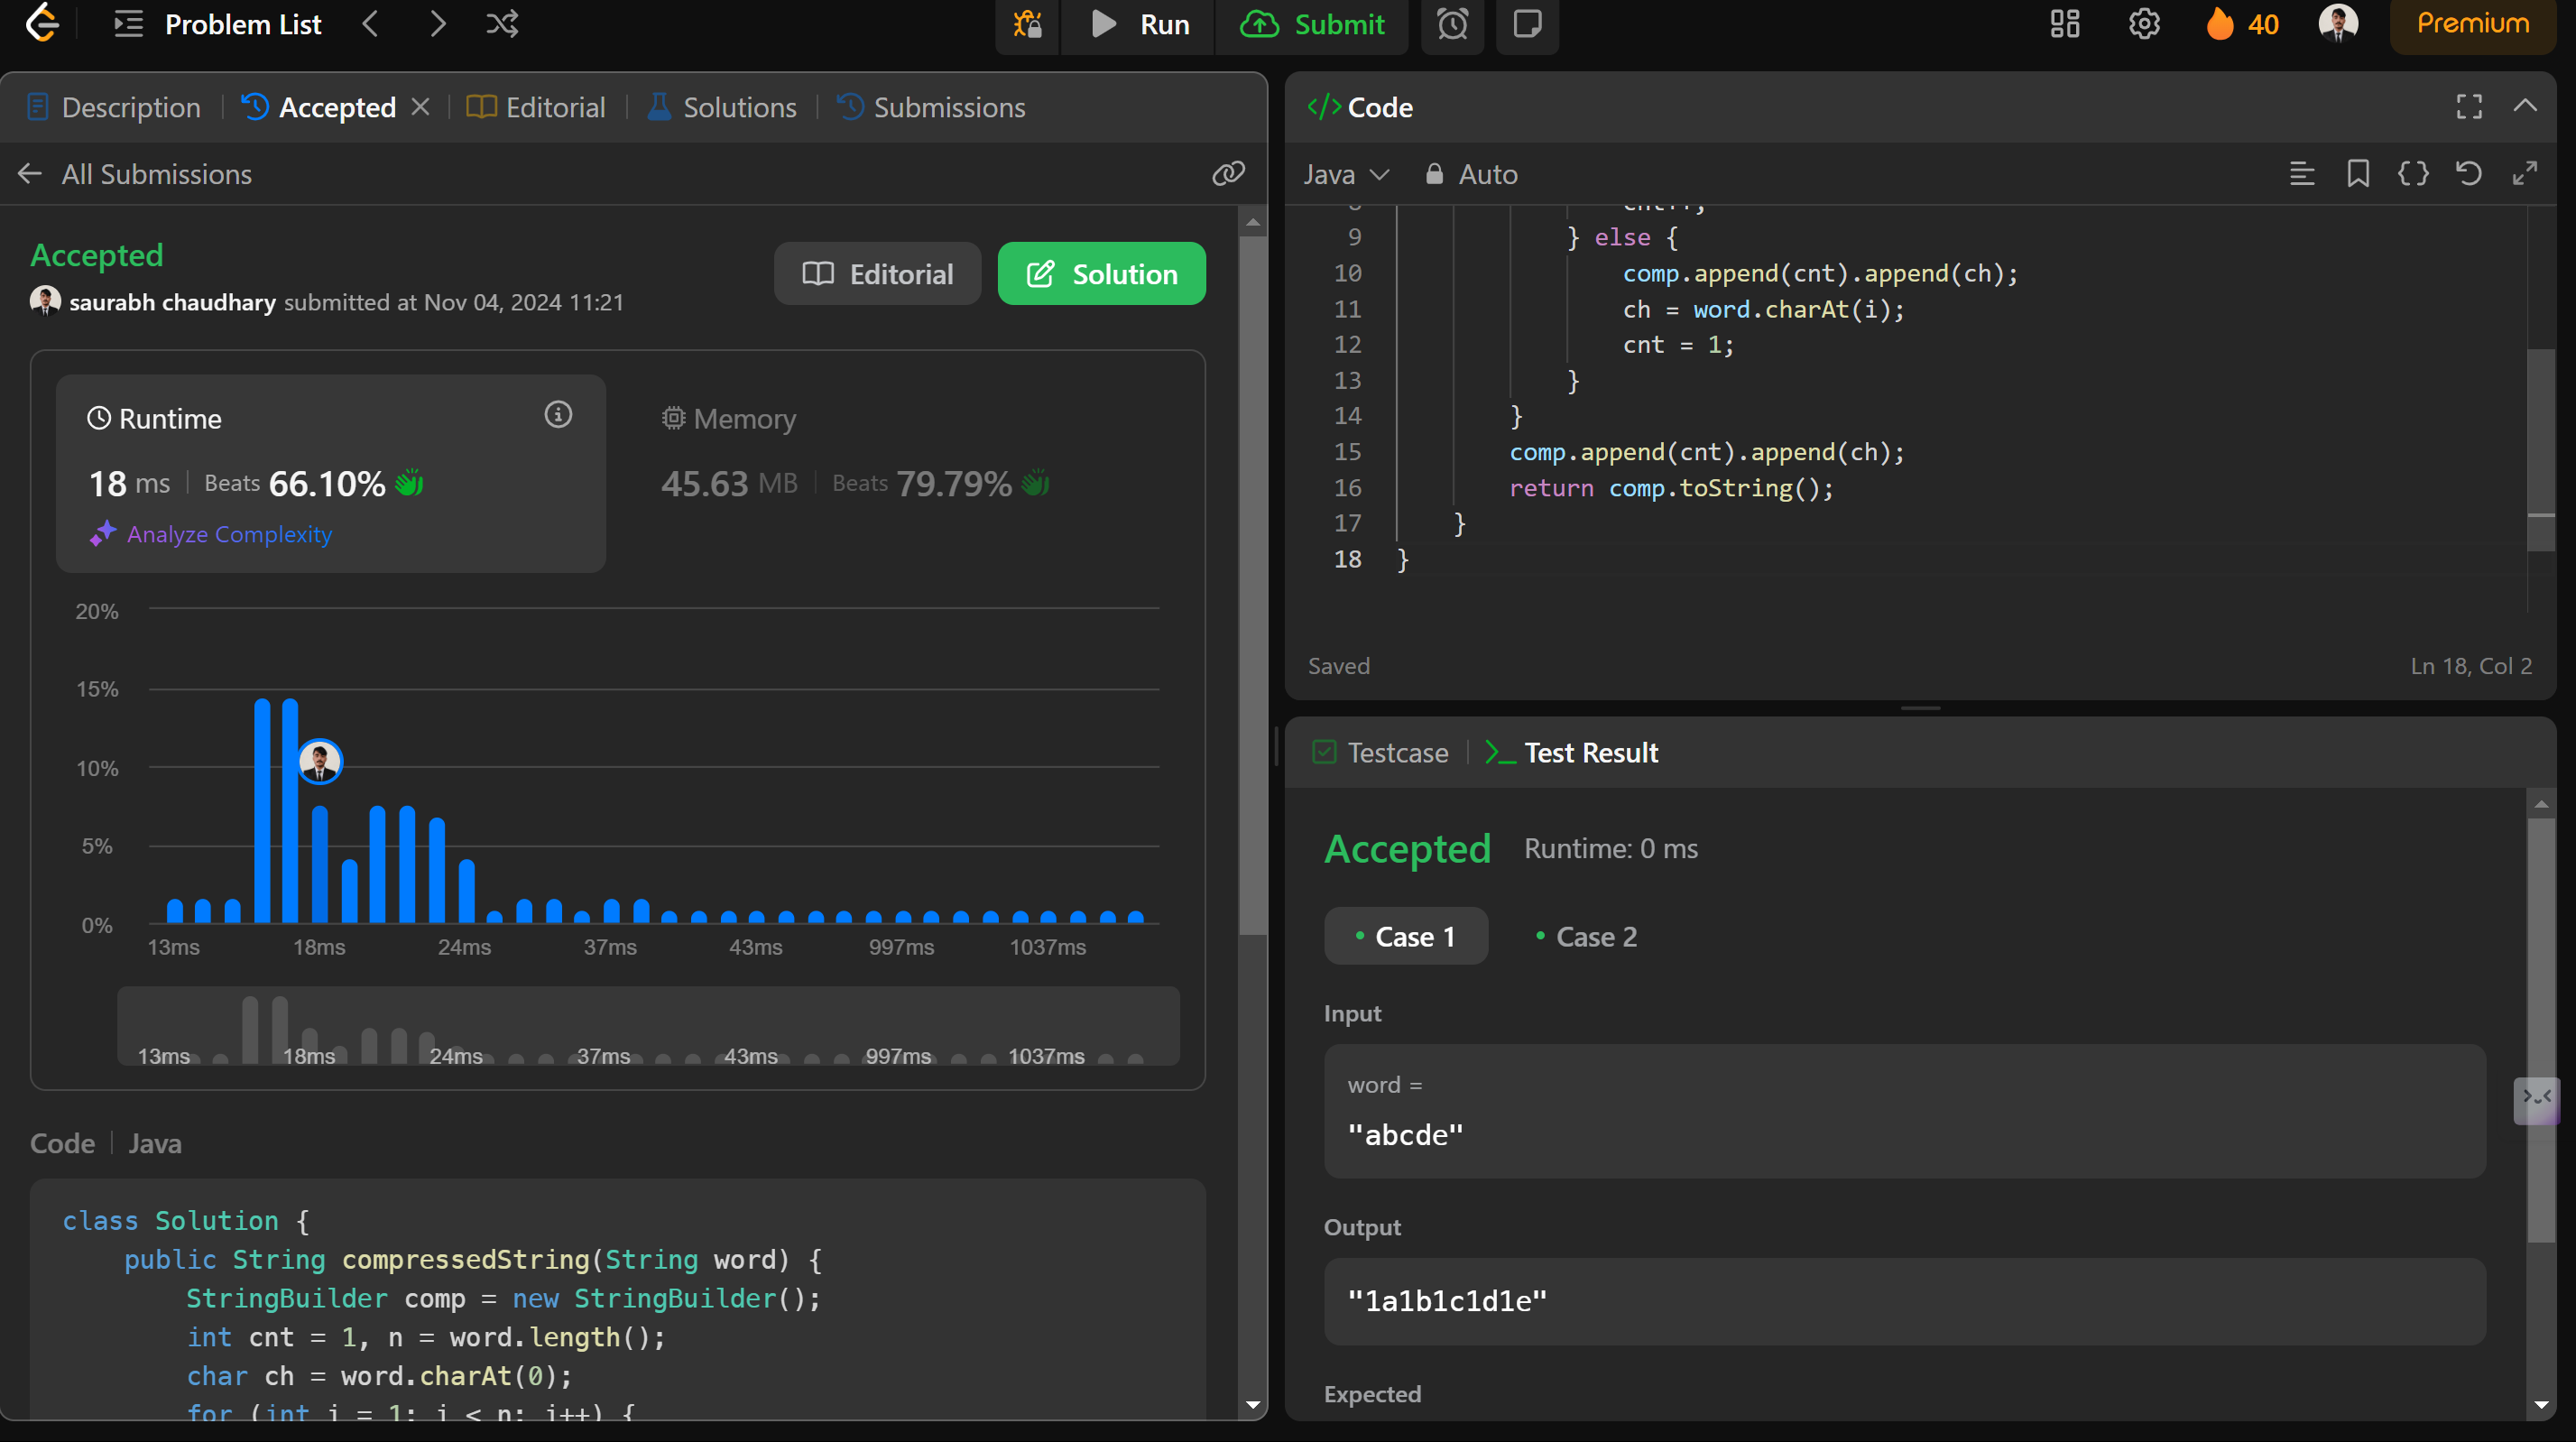 Problem List
Run
Submit
40
Premium
Description
Accepted
Editorial
Solutions
Submissions
All Submissions
Accepted
Editorial
Solution
saurabh chaudhary submitted at Nov 04, 2024 11:21
Runtime
18 ms
Beats 66.10%
Analyze Complexity
Memory
45.63 MB
Beats 79.79%
20%
15%
10%
5%
0%
13ms 18ms 24ms 37ms 43ms 997ms 1037ms
13ms 18ms 24ms 37ms 43ms 997ms 1037ms
Code
Java
class Solution {
    public String compressedString(String word) {
        StringBuilder comp = new StringBuilder();
        int cnt = 1, n = word.length();
        char ch = word.charAt(0);
        for (int i = 1; i < n; i++) {
Code
Java
Auto
8 cnt++;
9 } else {
10 comp.append(cnt).append(ch);
11 ch = word.charAt(i);
12 cnt = 1;
13 }
14 }
15 comp.append(cnt).append(ch);
16 return comp.toString();
17 }
18 }
Saved
Ln 18, Col 2
Testcase
Test Result
Accepted
Runtime: 0 ms
Case 1
Case 2
Input
word =
"abcde"
Output
"1a1b1c1d1e"
Expected